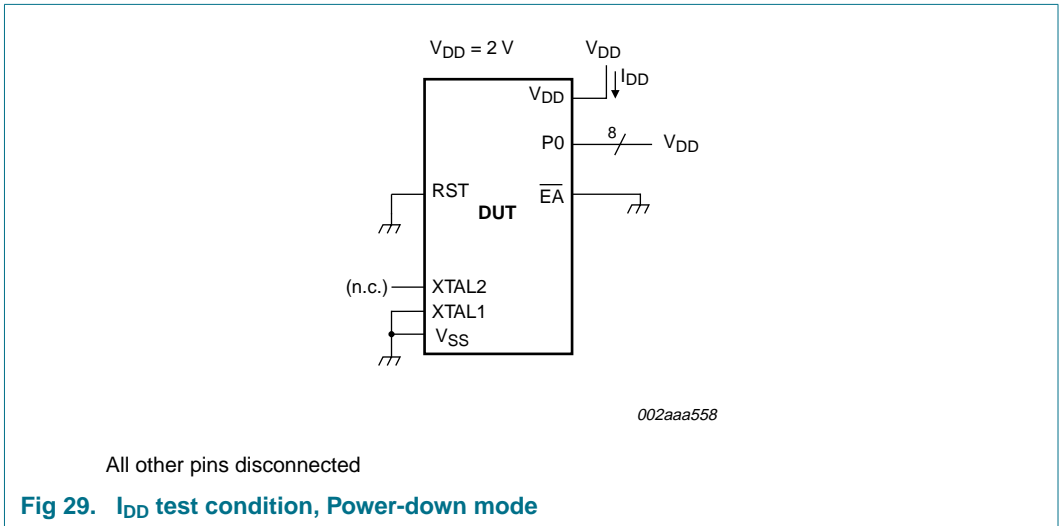 V_DD = 2 V
V_DD
I_DD
V_DD
P0
8
V_DD
RST
E̅A̅
DUT
(n.c.)
XTAL2
XTAL1
V_SS
002aaa558
All other pins disconnected
Fig 29. I_DD test condition, Power-down mode